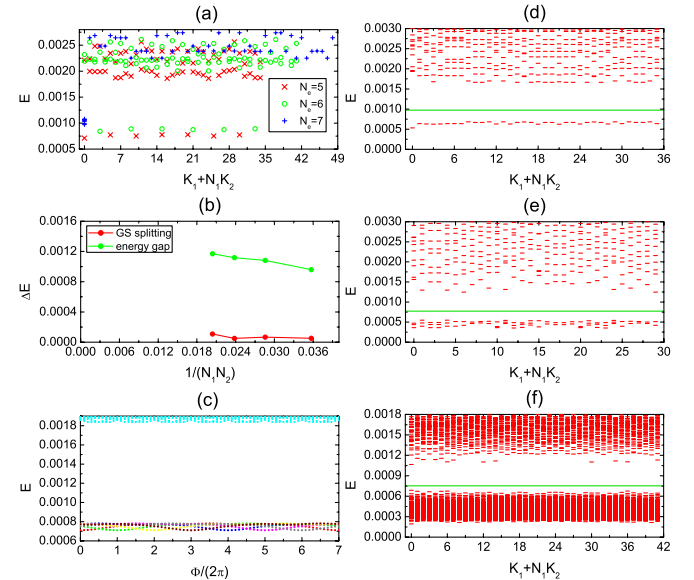 (a)
0.0025
0.0020
0.0015
0.0010
0.0005
E
N_e=5
N_e=6
N_e=7
0 7 14 21 28 35 42 49
K_1+N_1K_2
(d)
0.0030
0.0025
0.0020
0.0015
0.0010
0.0005
0.0000
E
0 6 12 18 24 30 36
K_1+N_1K_2
(b)
0.0016
0.0012
0.0008
0.0004
0.0000
ΔE
GS splitting
energy gap
0.000 0.006 0.012 0.018 0.024 0.030 0.036
1/(N_1N_2)
(e)
0.0030
0.0025
0.0020
0.0015
0.0010
0.0005
0.0000
E
0 5 10 15 20 25 30
K_1+N_1K_2
(c)
0.0018
0.0016
0.0014
0.0012
0.0010
0.0008
0.0006
E
0 1 2 3 4 5 6 7
Φ/(2π)
(f)
0.0018
0.0015
0.0012
0.0009
0.0006
0.0003
0.0000
E
0 6 12 18 24 30 36 42
K_1+N_1K_2